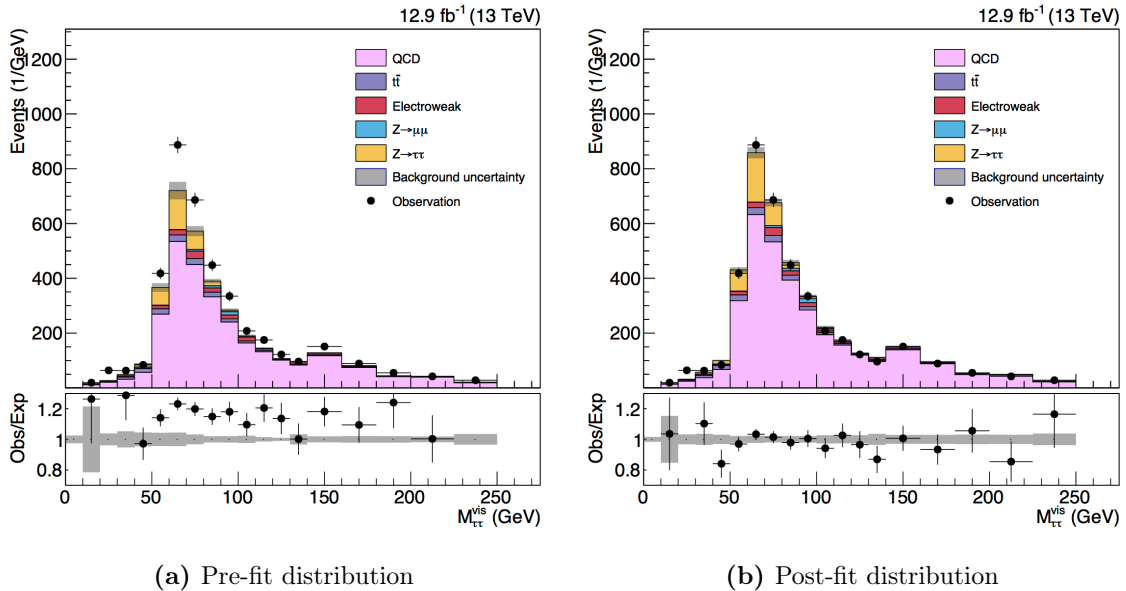 12.9 fb⁻¹ (13 TeV)
Events (1/GeV)
1200
1000
800
600
400
200
QCD
tt̄
Electroweak
Z→μμ
Z→ττ
Background uncertainty
Observation
Obs/Exp
1.2
1
0.8
0 50 100 150 200 250
M_ττ^vis (GeV)
(a) Pre-fit distribution
12.9 fb⁻¹ (13 TeV)
Events (1/GeV)
1200
1000
800
600
400
200
QCD
tt̄
Electroweak
Z→μμ
Z→ττ
Background uncertainty
Observation
Obs/Exp
1.2
1
0.8
0 50 100 150 200 250
M_ττ^vis (GeV)
(b) Post-fit distribution